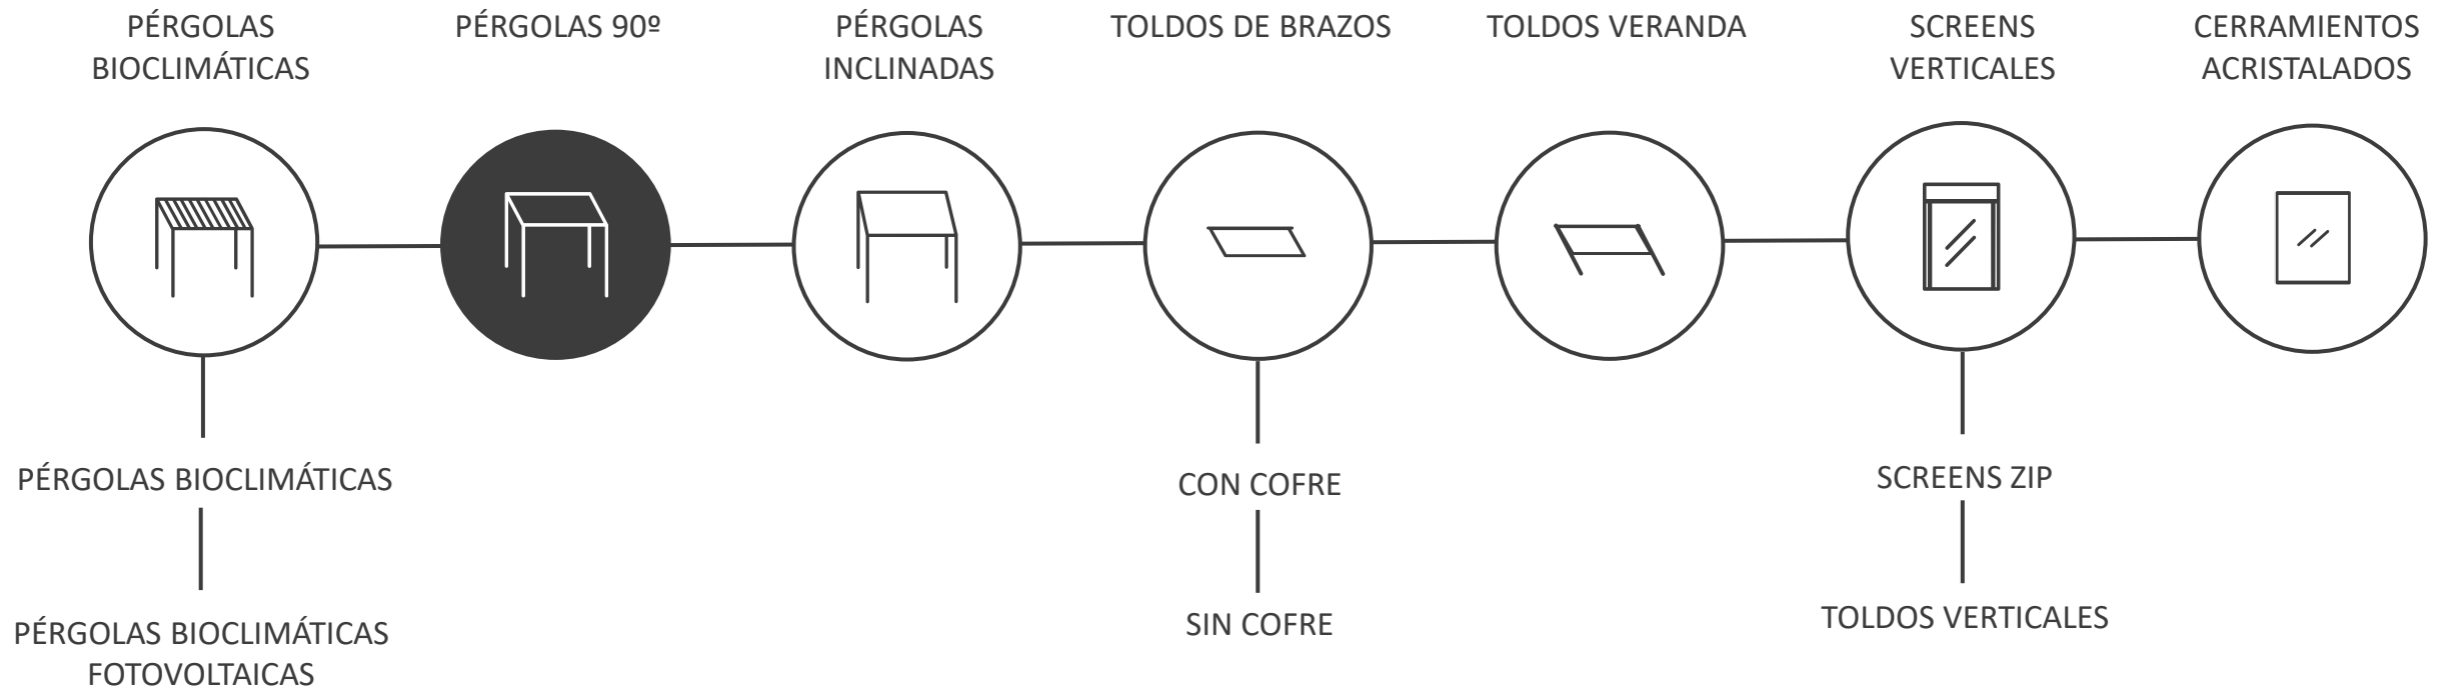 PÉRGOLAS
BIOCLIMÁTICAS
PÉRGOLAS 90º
PÉRGOLAS
INCLINADAS
TOLDOS DE BRAZOS
TOLDOS VERANDA
SCREENS
VERTICALES
CERRAMIENTOS
ACRISTALADOS
PÉRGOLAS BIOCLIMÁTICAS
PÉRGOLAS BIOCLIMÁTICAS
FOTOVOLTAICAS
CON COFRE
SIN COFRE
SCREENS ZIP
TOLDOS VERTICALES